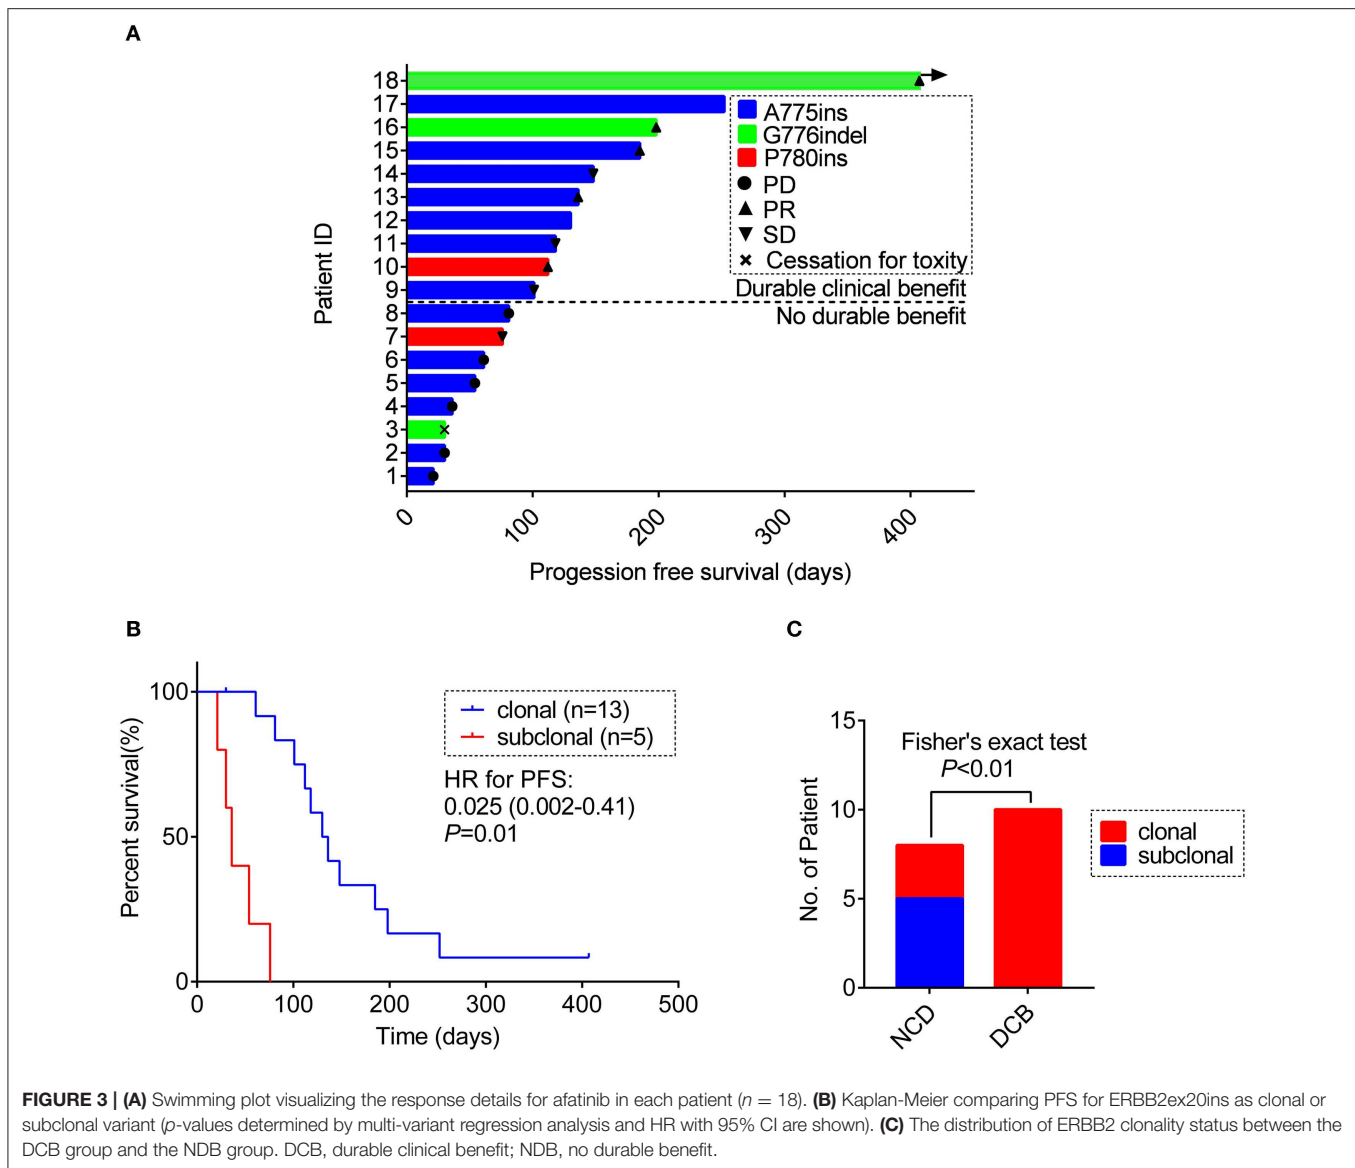 A
18
17
16
15
14
13
12
11
10
9
8
7
6
5
4
3
2
1
Patient ID
A775ins
G776indel
P780ins
PD
PR
SD
Cessation for toxity
Durable clinical benefit
No durable benefit
0 100 200 300 400
Progession free survival (days)
B
100
50
0
Percent survival(%)
clonal (n=13)
subclonal (n=5)
HR for PFS:
0.025 (0.002-0.41)
P=0.01
0 100 200 300 400 500
Time (days)
C
15
10
5
0
No. of Patient
Fisher's exact test
P<0.01
clonal
subclonal
NCD DCB
FIGURE 3 | (A) Swimming plot visualizing the response details for afatinib in each patient (n = 18). (B) Kaplan-Meier comparing PFS for ERBB2ex20ins as clonal or
subclonal variant (p-values determined by multi-variant regression analysis and HR with 95% CI are shown). (C) The distribution of ERBB2 clonality status between the
DCB group and the NDB group. DCB, durable clinical benefit; NDB, no durable benefit.